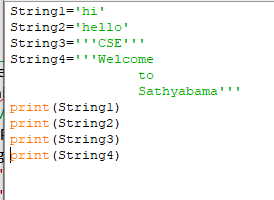 String1='hi'
String2='hello'
String3='''CSE'''
String4='''Welcome
                to
                Sathyabama'''
print(String1)
print(String2)
print(String3)
print(String4)